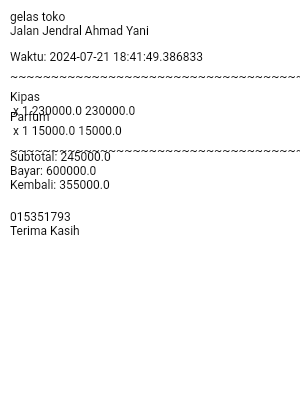 gelas toko
Jalan Jendral Ahmad Yani
Waktu: 2024-07-21 18:41:49.386833
~~~~~~~~~~~~~~~~~~~~~~~~~~~~~~~~~~~
Kipas
x 1 230000.0 230000.0
Parfum
x 1 15000.0 15000.0
~~~~~~~~~~~~~~~~~~~~~~~~~~~~~~~~~~~
Subtotal: 245000.0
Bayar: 600000.0
Kembali: 355000.0
015351793
Terima Kasih